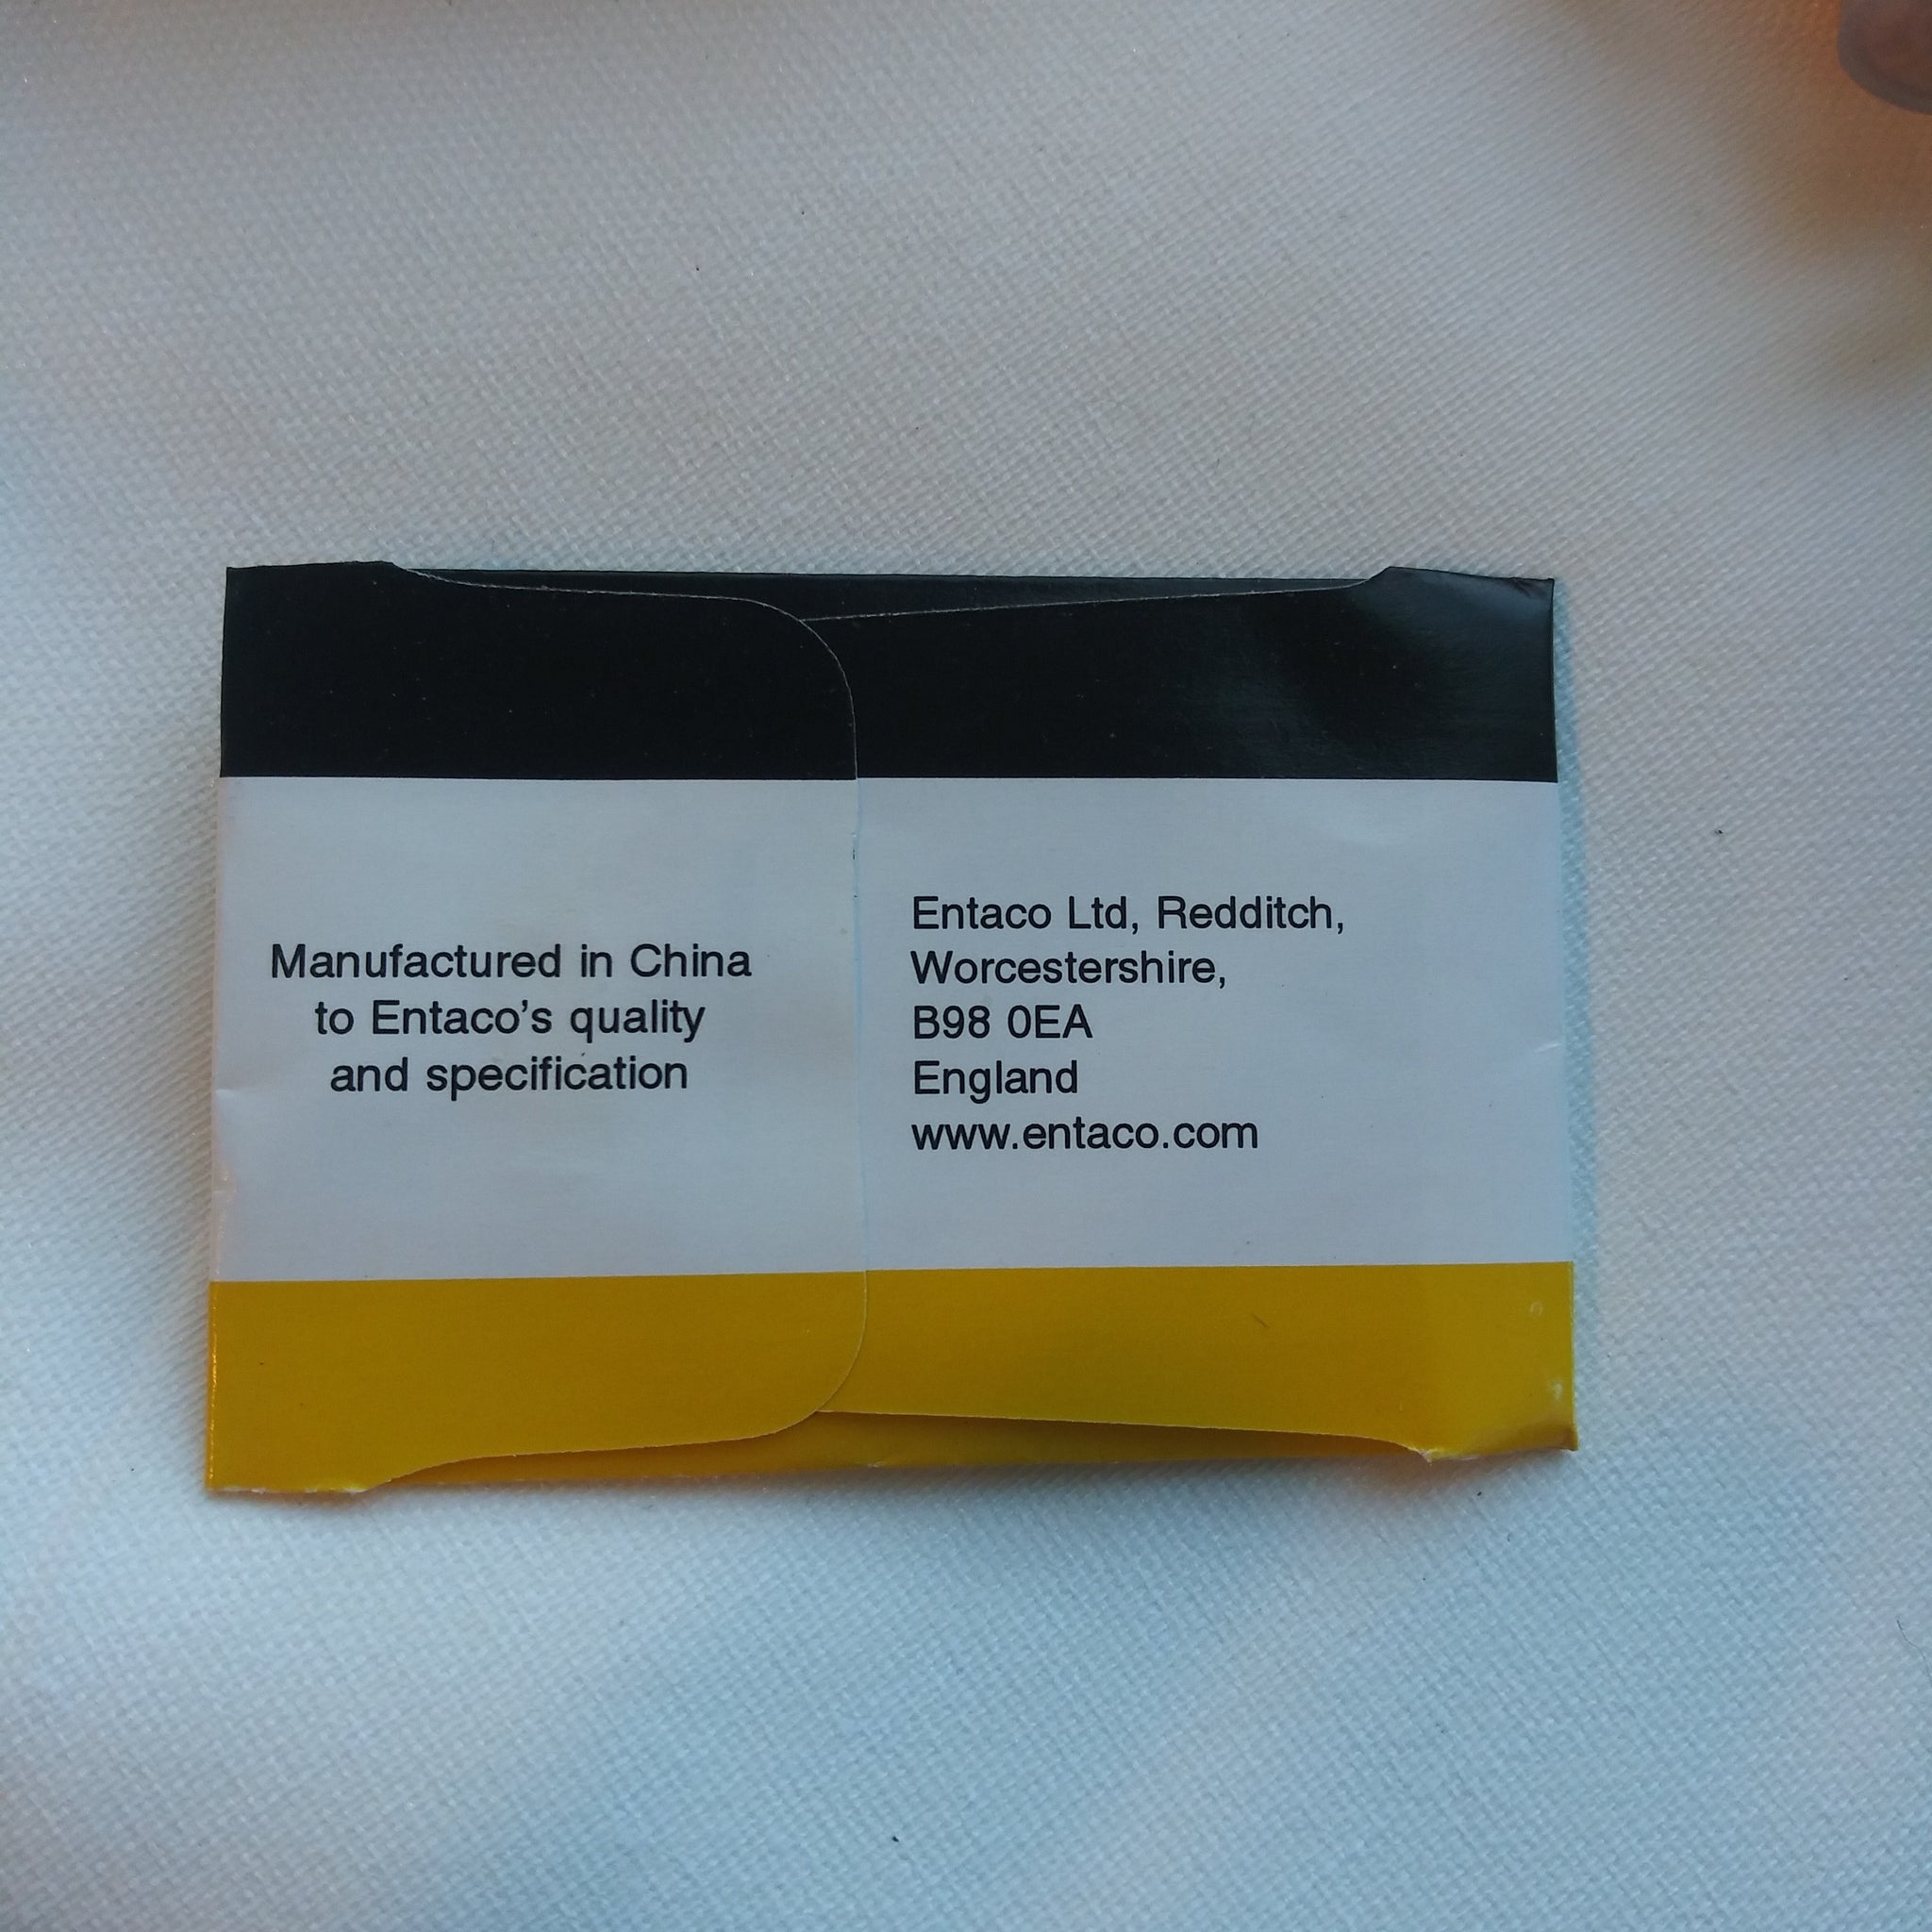 Manufactured in China
to Entaco's quality
and specification
Entaco Ltd, Redditch,
Worcestershire,
B98 0EA
England
www.entaco.com